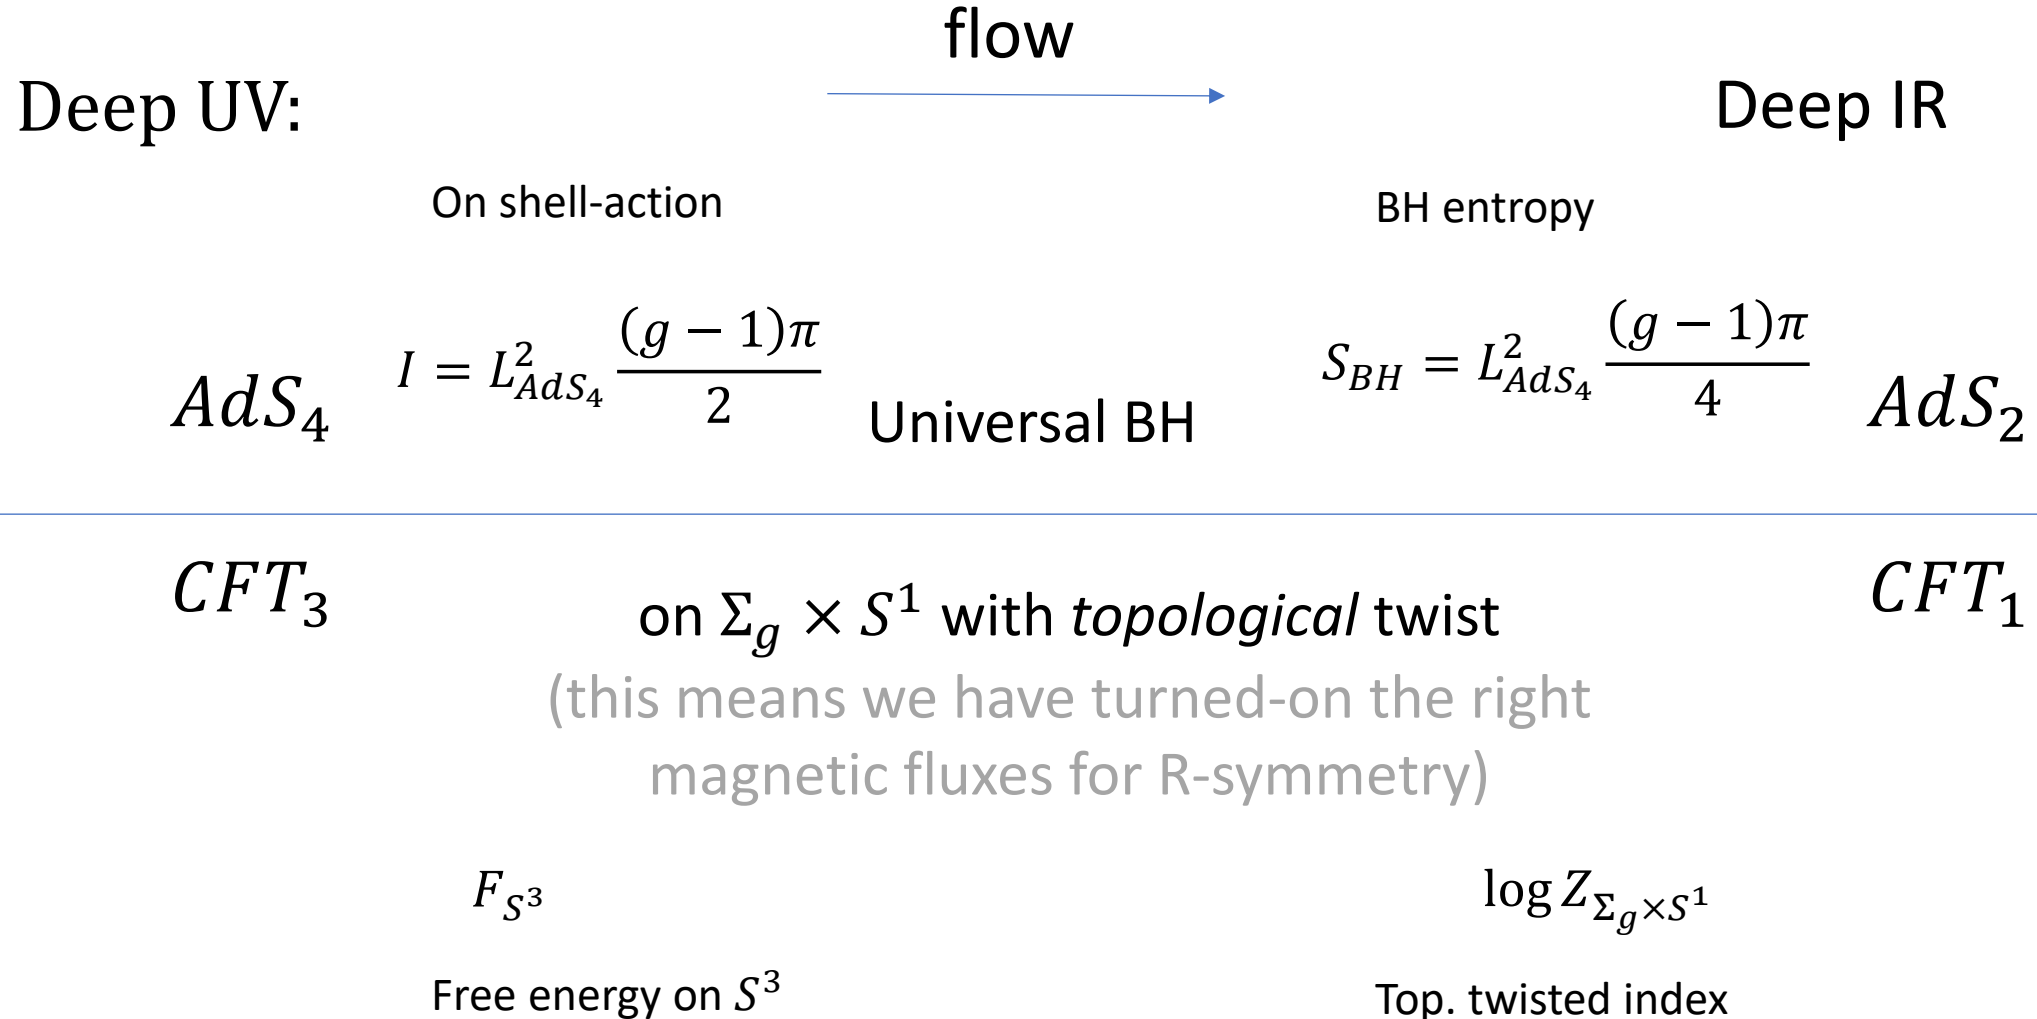 flow
Deep UV:
Deep IR
On shell-action
BH entropy
AdS₄
I = L²_{AdS₄} (g − 1)π / 2
Universal BH
S_{BH} = L²_{AdS₄} (g − 1)π / 4
AdS₂
CFT₃
on Σ_g × S¹ with topological twist
CFT₁
(this means we have turned-on the right
magnetic fluxes for R-symmetry)
F_{S³}
log Z_{Σ_g×S¹}
Free energy on S³
Top. twisted index